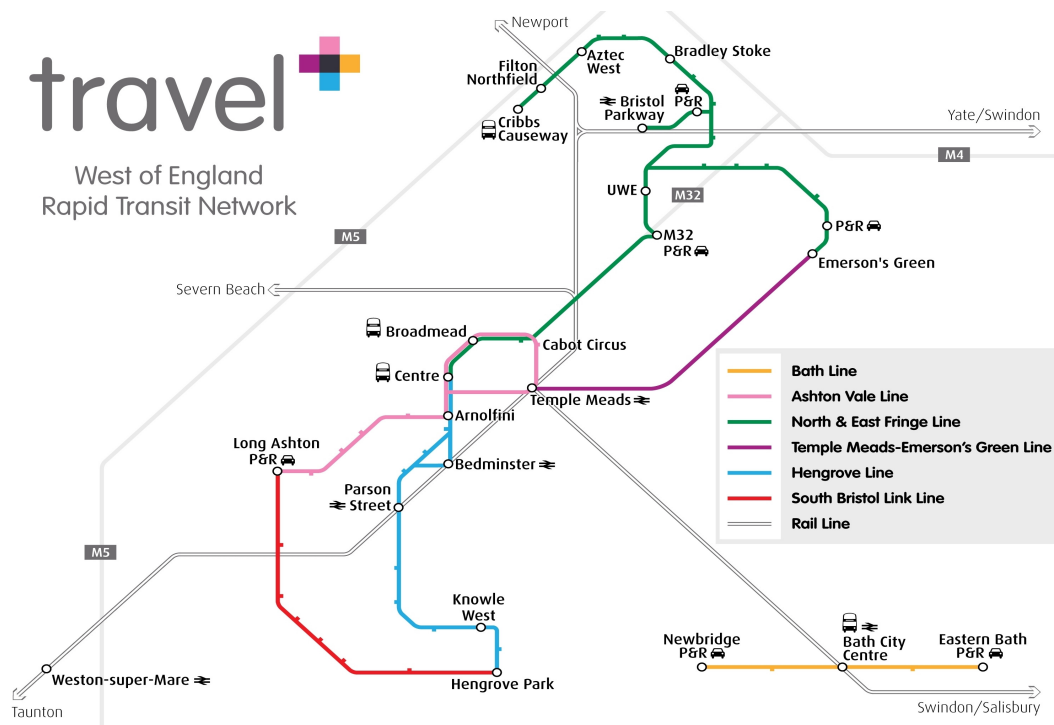 travel
West of England
Rapid Transit Network
Newport
Aztec
West
Bradley Stoke
Filton
Northfield
Cribbs
Causeway
Bristol
Parkway
P&R
Yate/Swindon
M4
UWE
M32
M32
P&R
P&R
Emerson's Green
M5
Severn Beach
Broadmead
Cabot Circus
Centre
Temple Meads
Arnolfini
Long Ashton
P&R
Bedminster
Parson
Street
M5
Knowle
West
Hengrove Park
Weston-super-Mare
Taunton
Bath Line
Ashton Vale Line
North & East Fringe Line
Temple Meads-Emerson's Green Line
Hengrove Line
South Bristol Link Line
Rail Line
Newbridge
P&R
Bath City
Centre
Eastern Bath
P&R
Swindon/Salisbury